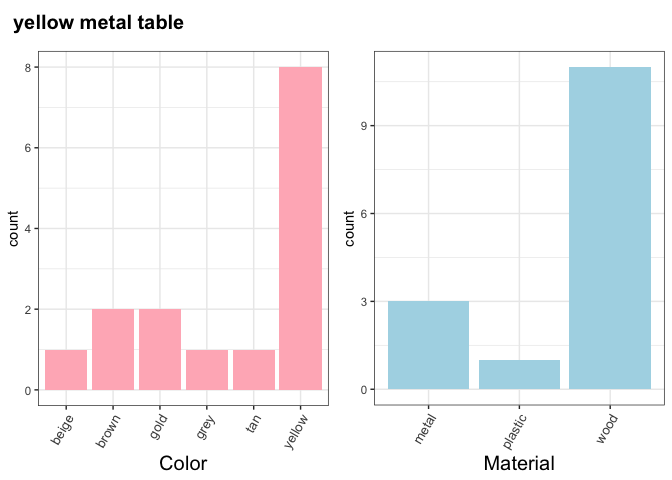 yellow metal table
count
8
6
4
2
0
beige
brown
gold
grey
tan
yellow
Color
count
9
6
3
0
metal
plastic
wood
Material